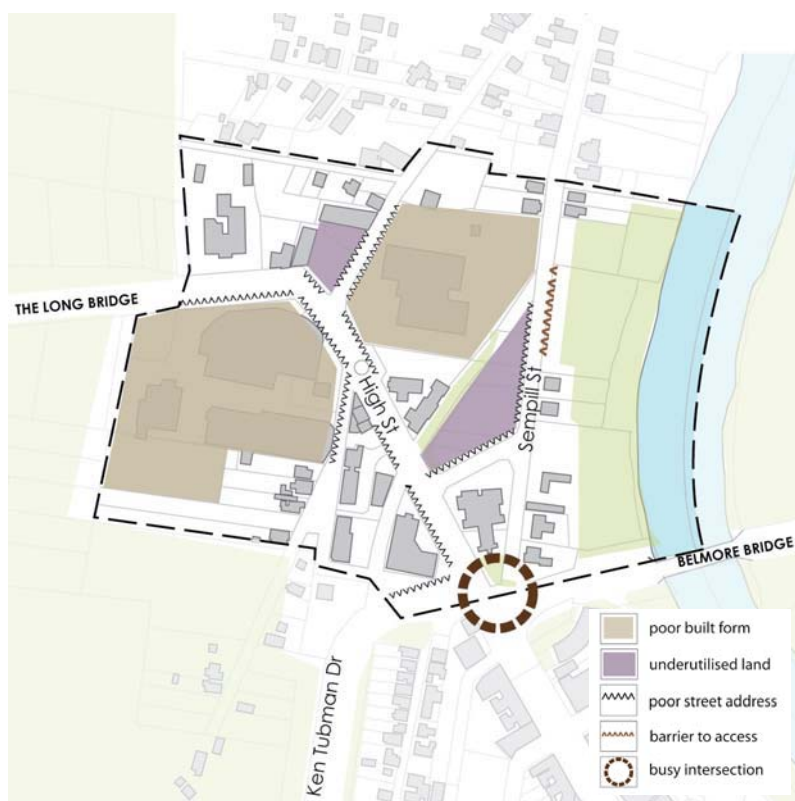 THE LONG BRIDGE
High St
Sempill St
BELMORE BRIDGE
Ken Tubman Dr
poor built form
underutilised land
poor street address
barrier to access
busy intersection